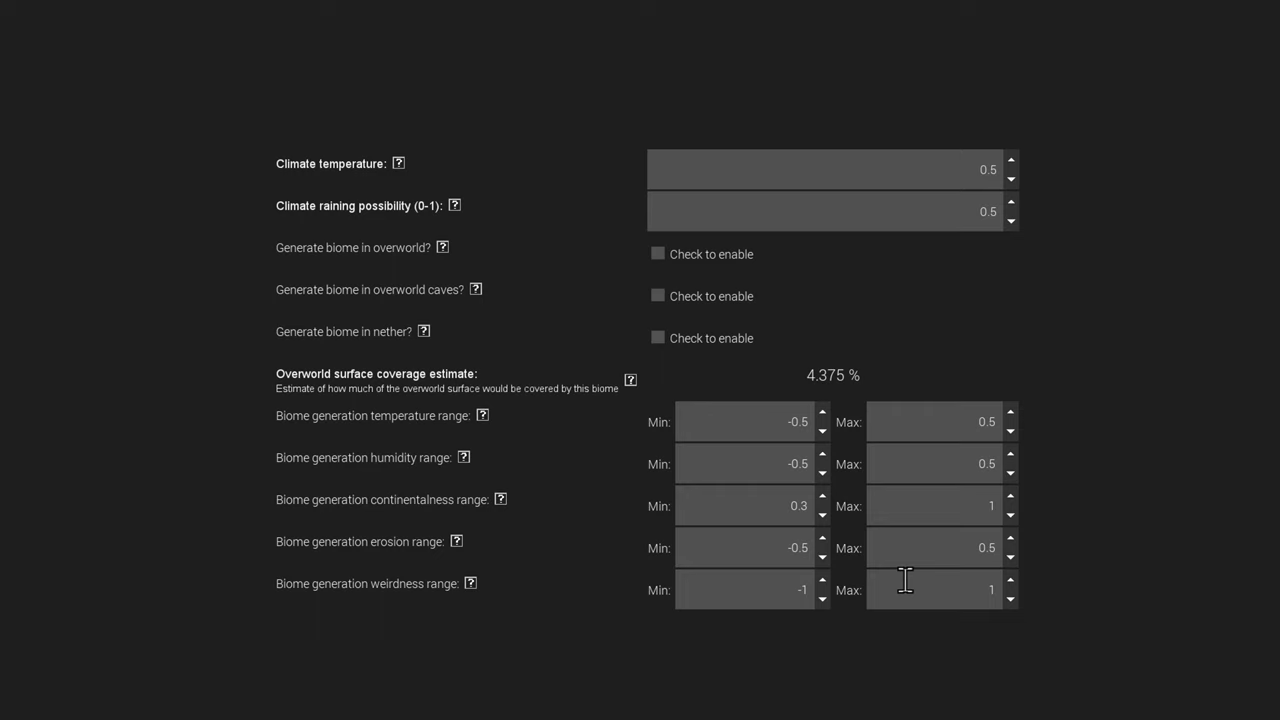 Climate temperature: ? 0.5
Climate raining possibility (0-1): ? 0.5
Generate biome in overworld? ? Check to enable
Generate biome in overworld caves? ? Check to enable
Generate biome in nether? ? Check to enable
Overworld surface coverage estimate:
Estimate of how much of the overworld surface would be covered by this biome ? 4.375 %
Biome generation temperature range: ? Min: -0.5 Max: 0.5
Biome generation humidity range: ? Min: -0.5 Max: 0.5
Biome generation continentalness range: ? Min: 0.3 Max: 1
Biome generation erosion range: ? Min: -0.5 Max: 0.5
Biome generation weirdness range: ? Min: -1 Max: 1